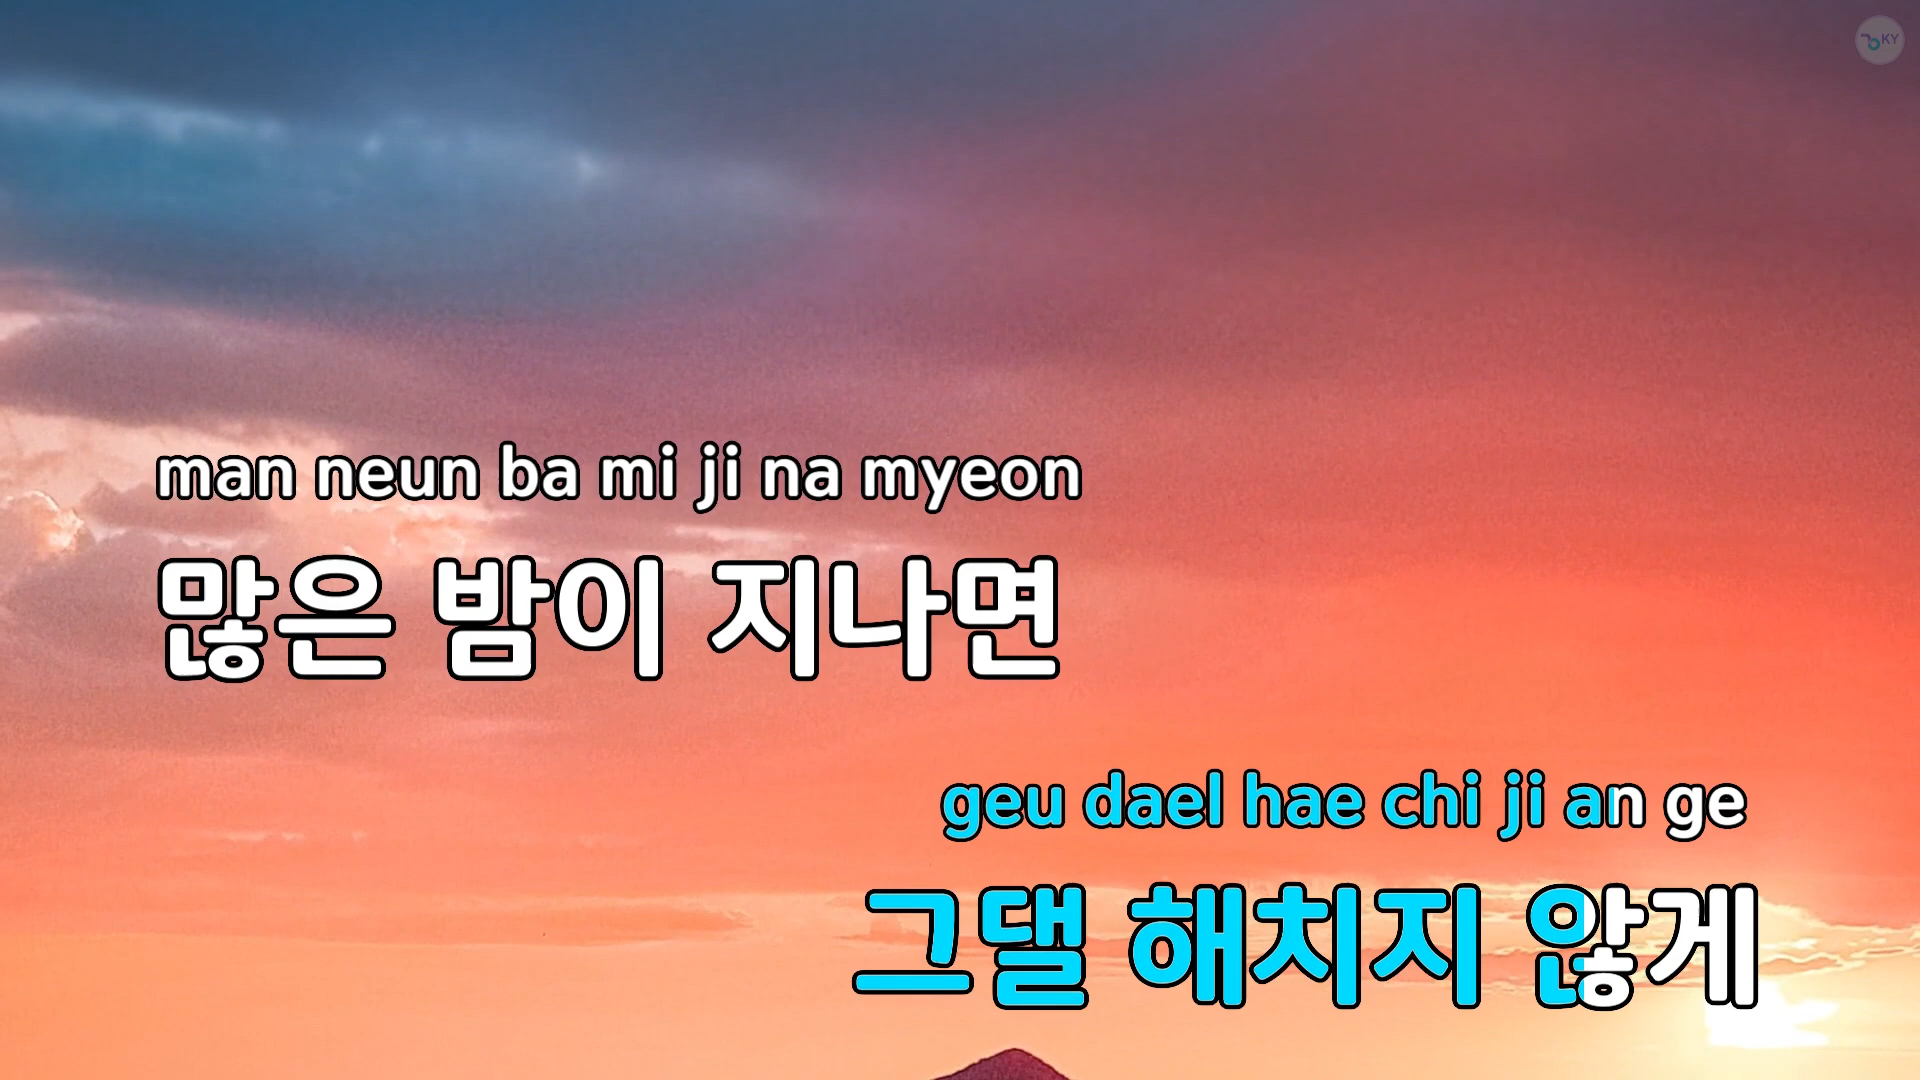 KY
man neun ba mi ji na myeon
많은 밤이 지나면
geu dael hae chi ji an ge
그댈 해치지 않게